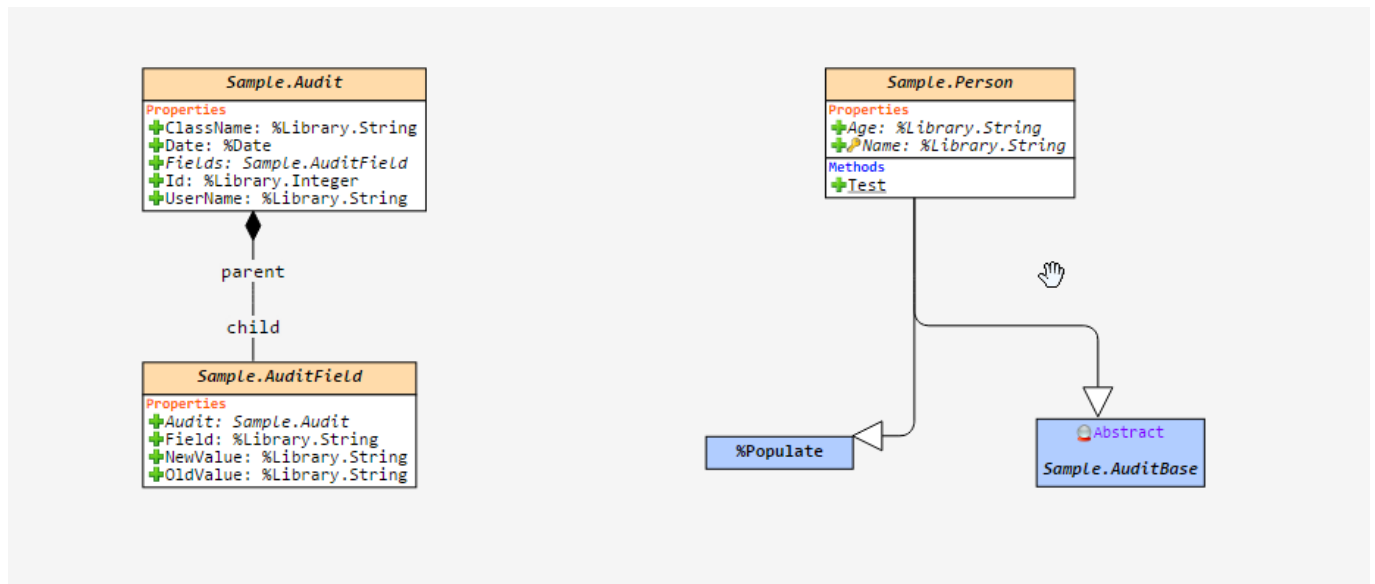 Sample.Audit
Properties
ClassName: %Library.String
Date: %Date
Fields: Sample.AuditField
Id: %Library.Integer
UserName: %Library.String
parent
child
Sample.AuditField
Properties
Audit: Sample.Audit
Field: %Library.String
NewValue: %Library.String
OldValue: %Library.String
Sample.Person
Properties
Age: %Library.String
Name: %Library.String
Methods
Test
%Populate
Abstract
Sample.AuditBase